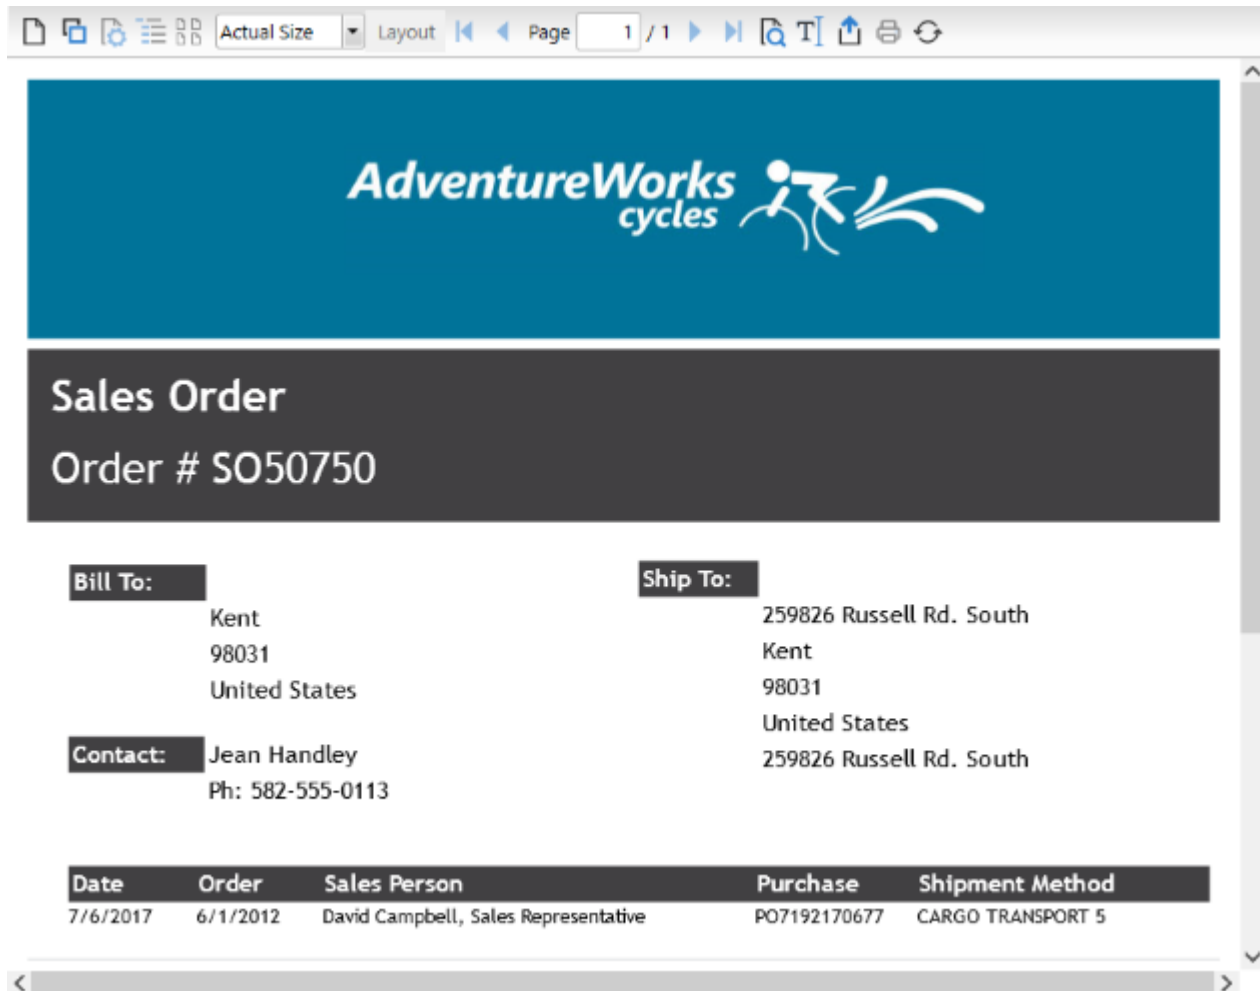 Actual Size Layout Page 1 / 1 T
AdventureWorks
cycles
Sales Order
Order # SO50750
Bill To:
Kent
98031
United States
Ship To:
259826 Russell Rd. South
Kent
98031
United States
259826 Russell Rd. South
Contact: Jean Handley
Ph: 582-555-0113
Date Order Sales Person Purchase Shipment Method
7/6/2017 6/1/2012 David Campbell, Sales Representative PO7192170677 CARGO TRANSPORT 5